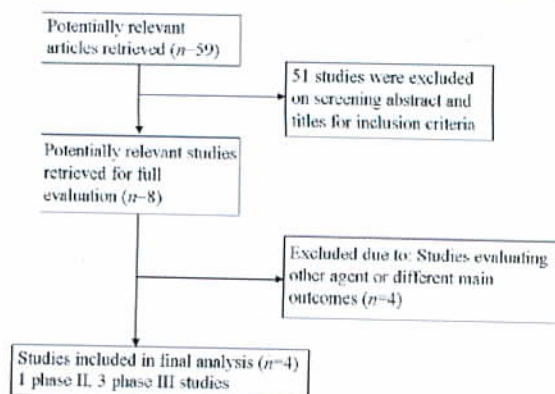 Potentially relevant
articles retrieved (n=59)
51 studies were excluded
on screening abstract and
titles for inclusion criteria
Potentially relevant studies
retrieved for full
evaluation (n=8)
Excluded due to: Studies evaluating
other agent or different main
outcomes (n=4)
Studies included in final analysis (n=4)
1 phase II, 3 phase III studies